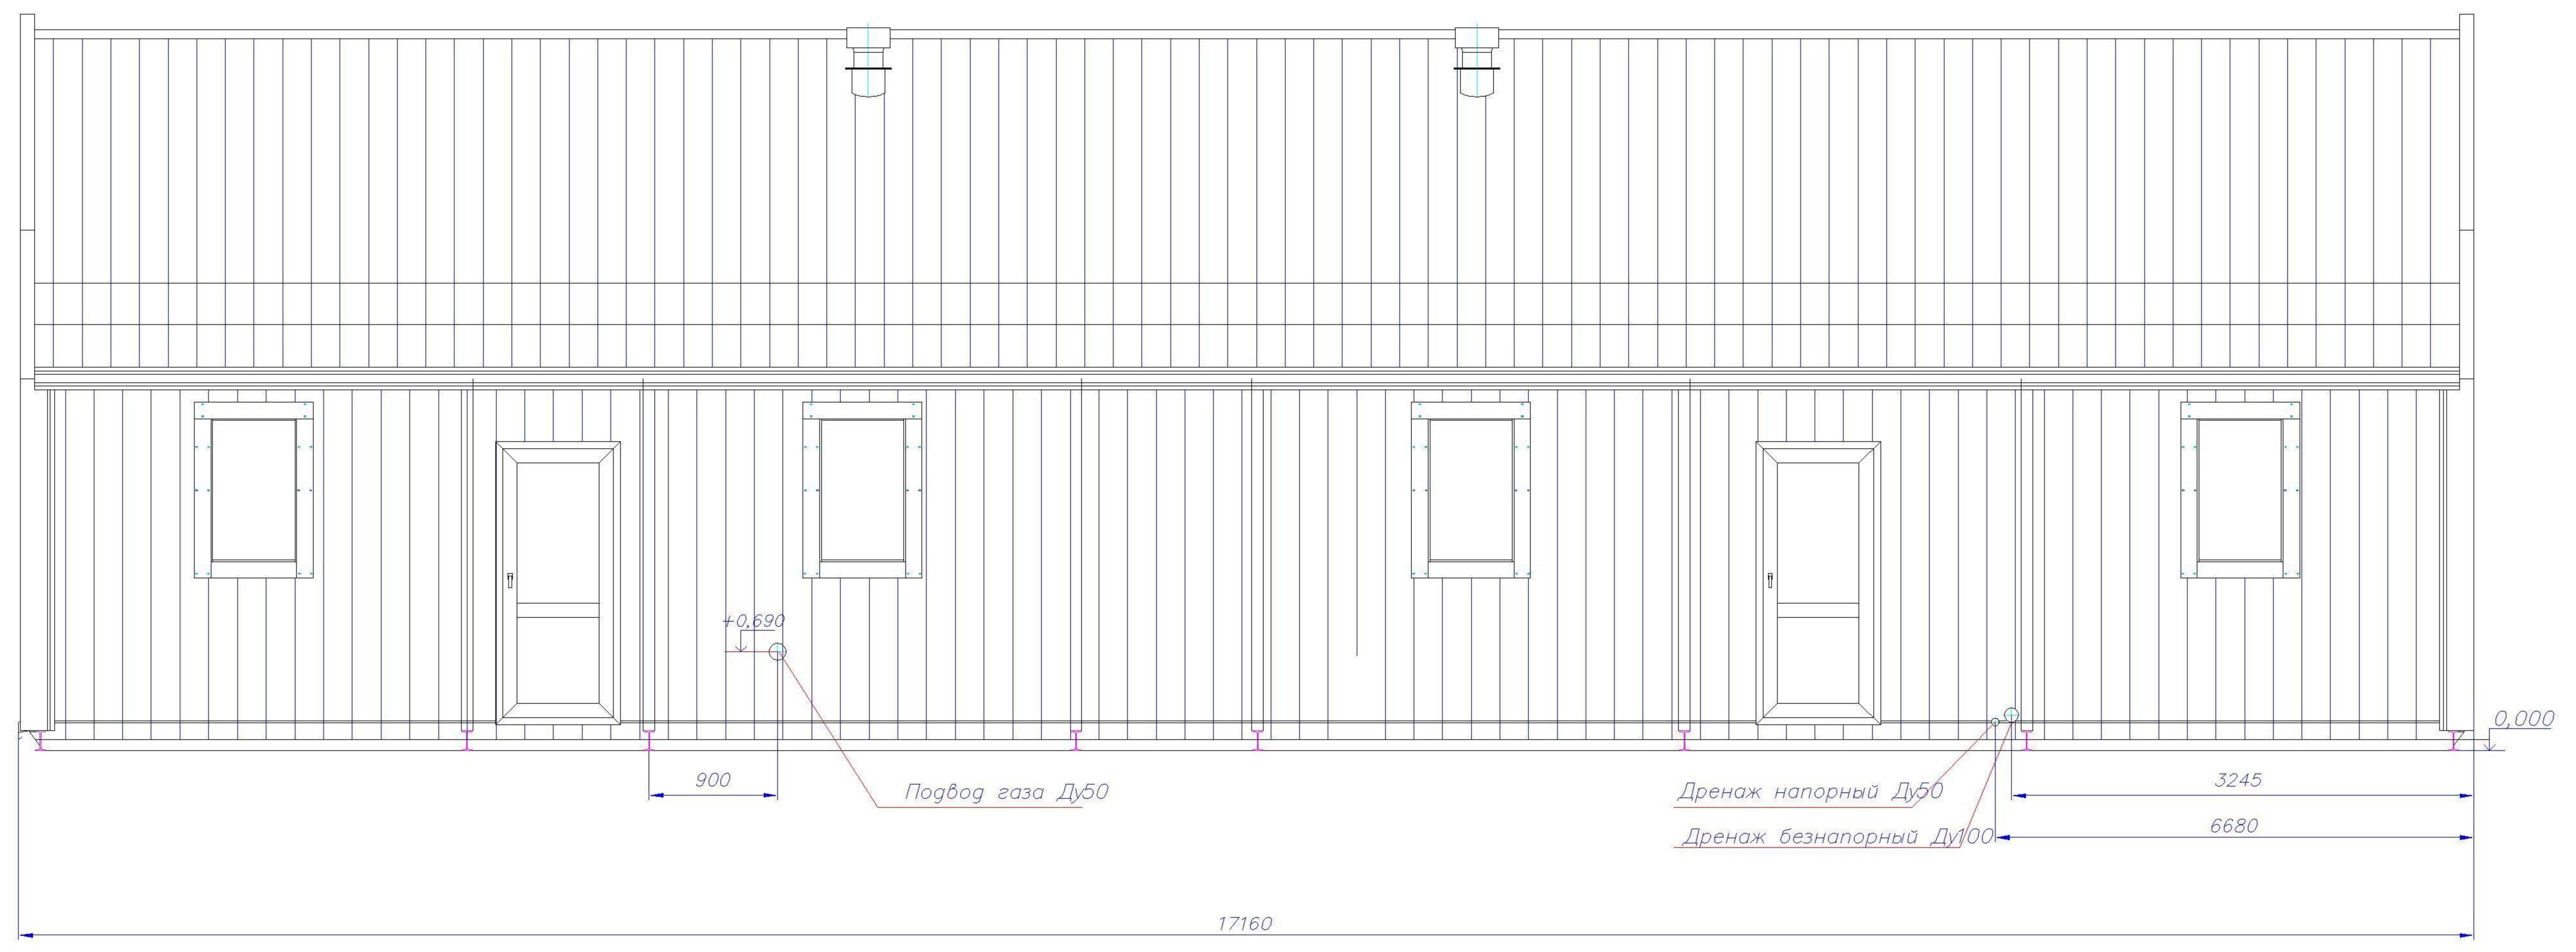 +0,690
0,000
900
Подвод газа Ду50
Дренаж напорный Ду50
3245
Дренаж безнапорный Ду100
6680
17160